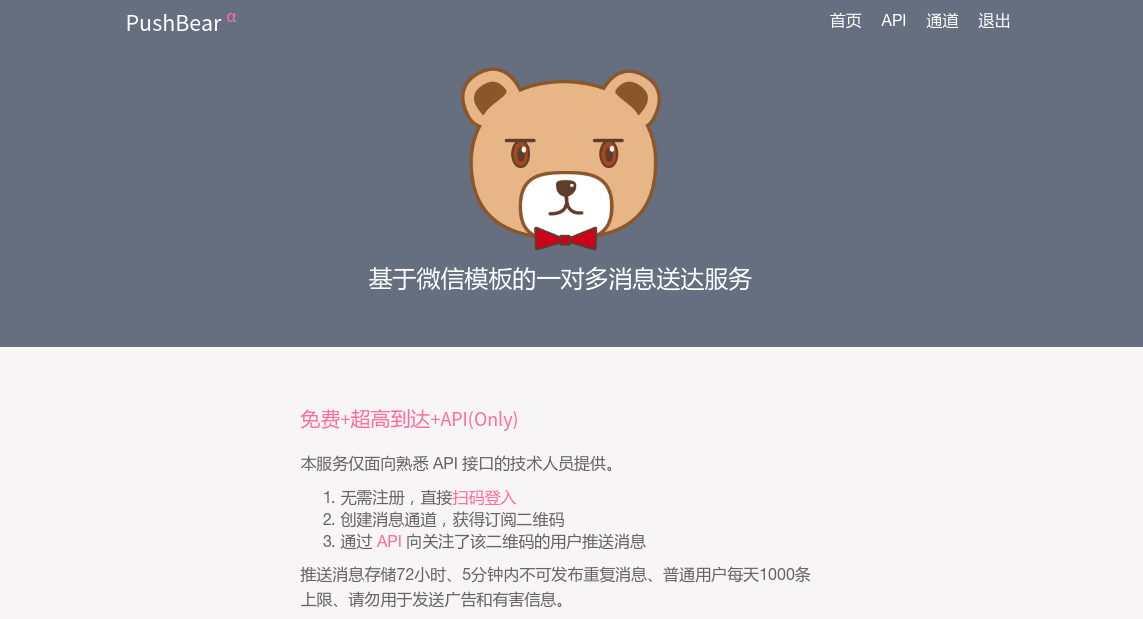 PushBear α
首页 API 通道 退出
基于微信模板的一对多消息送达服务
免费+超高到达+API(Only)
本服务仅面向熟悉 API 接口的技术人员提供。
1. 无需注册，直接扫码登入
2. 创建消息通道，获得订阅二维码
3. 通过 API 向关注了该二维码的用户推送消息
推送消息存储72小时、5分钟内不可发布重复消息、普通用户每天1000条
上限、请勿用于发送广告和有害信息。